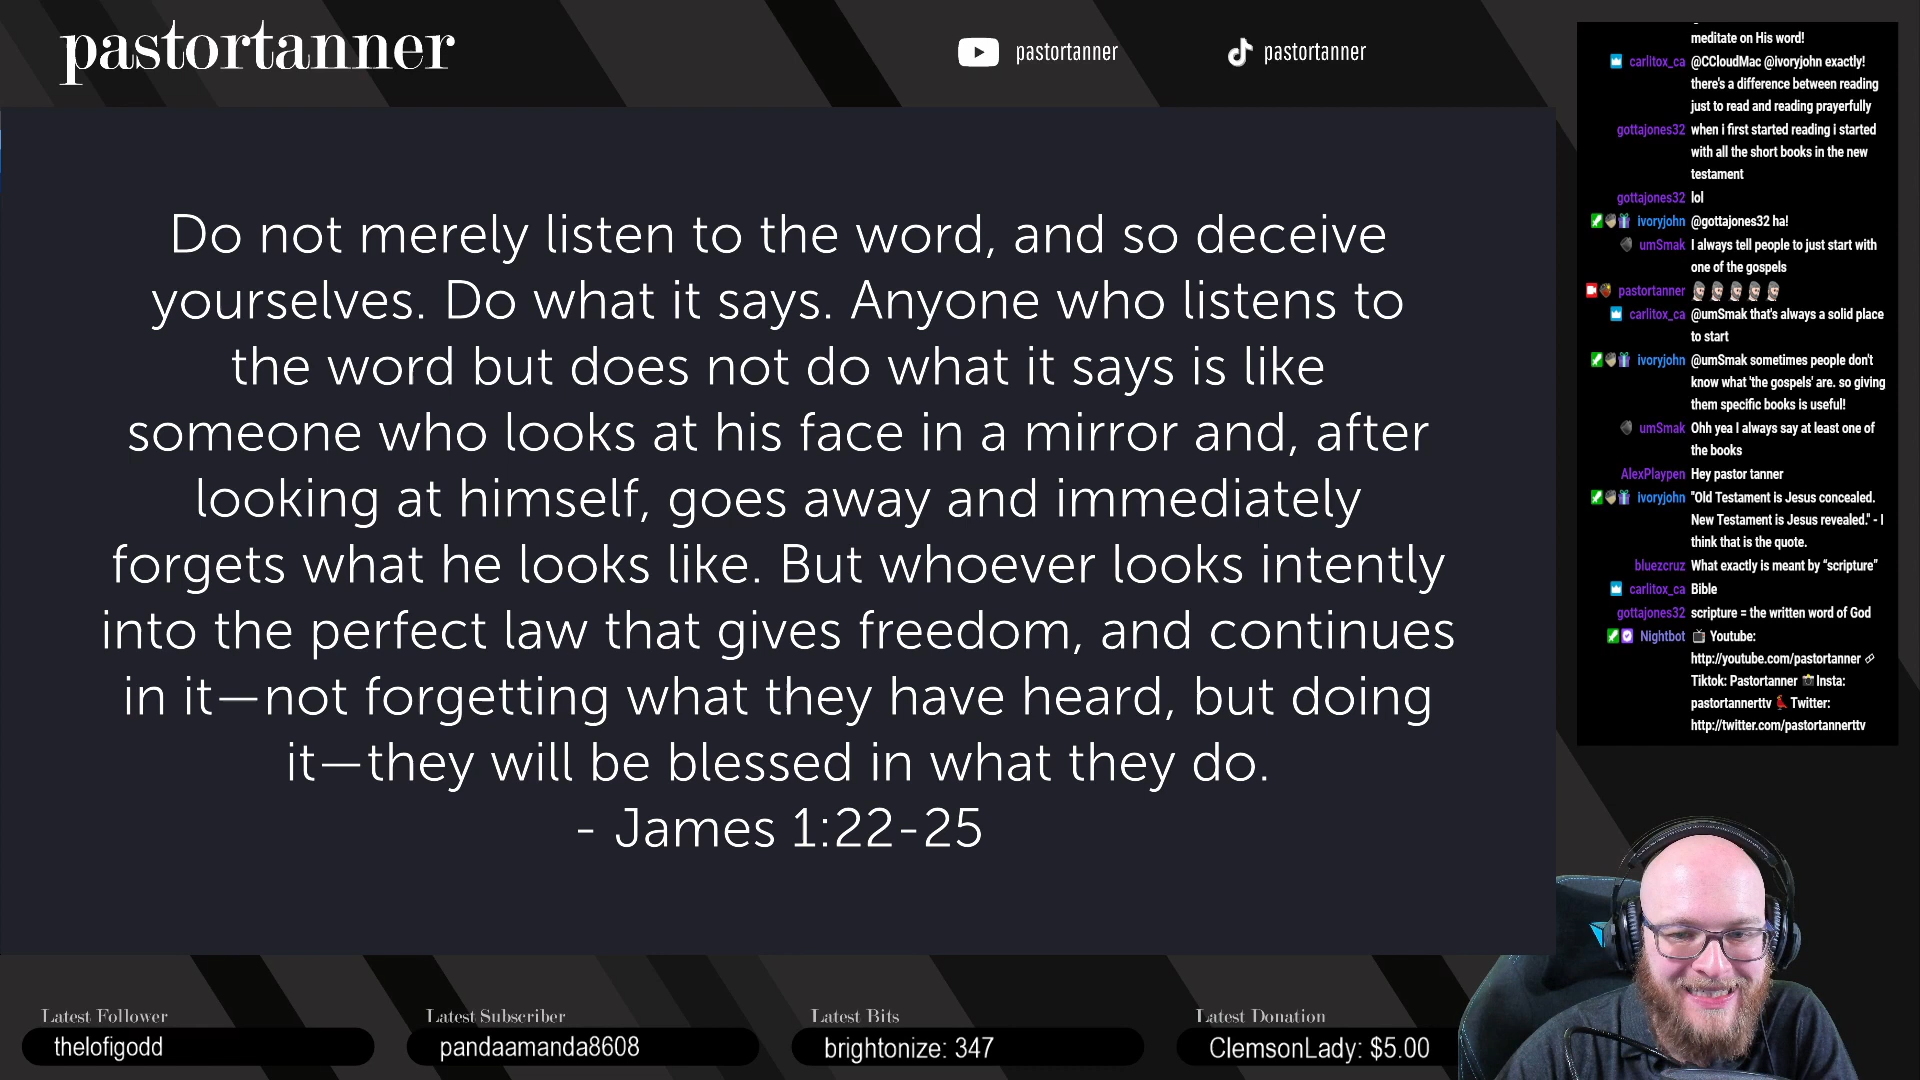 pastortanner
pastortanner
pastortanner
Do not merely listen to the word, and so deceive
yourselves. Do what it says. Anyone who listens to
the word but does not do what it says is like
someone who looks at his face in a mirror and, after
looking at himself, goes away and immediately
forgets what he looks like. But whoever looks intently
into the perfect law that gives freedom, and continues
in it—not forgetting what they have heard, but doing
it—they will be blessed in what they do.
- James 1:22-25
meditate on His word!
carlitox_ca @CCloudMac @ivoryjohn exactly!
there's a difference between reading
just to read and reading prayerfully
gottajones32 when i first started reading i started
with all the short books in the new
testament
gottajones32 lol
ivoryjohn @gottajones32 ha!
umSmak I always tell people to just start with
one of the gospels
pastortanner
carlitox_ca @umSmak that's always a solid place
to start
ivoryjohn @umSmak sometimes people don't
know what 'the gospels' are. so giving
them specific books is useful!
umSmak Ohh yea I always say at least one of
the books
AlexPlaypen Hey pastor tanner
ivoryjohn "Old Testament is Jesus concealed.
New Testament is Jesus revealed." - I
think that is the quote.
bluezcruz What exactly is meant by “scripture”
carlitox_ca Bible
gottajones32 scripture = the written word of God
Nightbot Youtube:
http://youtube.com/pastortanner
Tiktok: Pastortanner Insta:
pastortannerttv Twitter:
http://twitter.com/pastortannerttv
Latest Follower
thelofigodd
Latest Subscriber
pandaamanda8608
Latest Bits
brightonize: 347
Latest Donation
ClemsonLady: $5.00